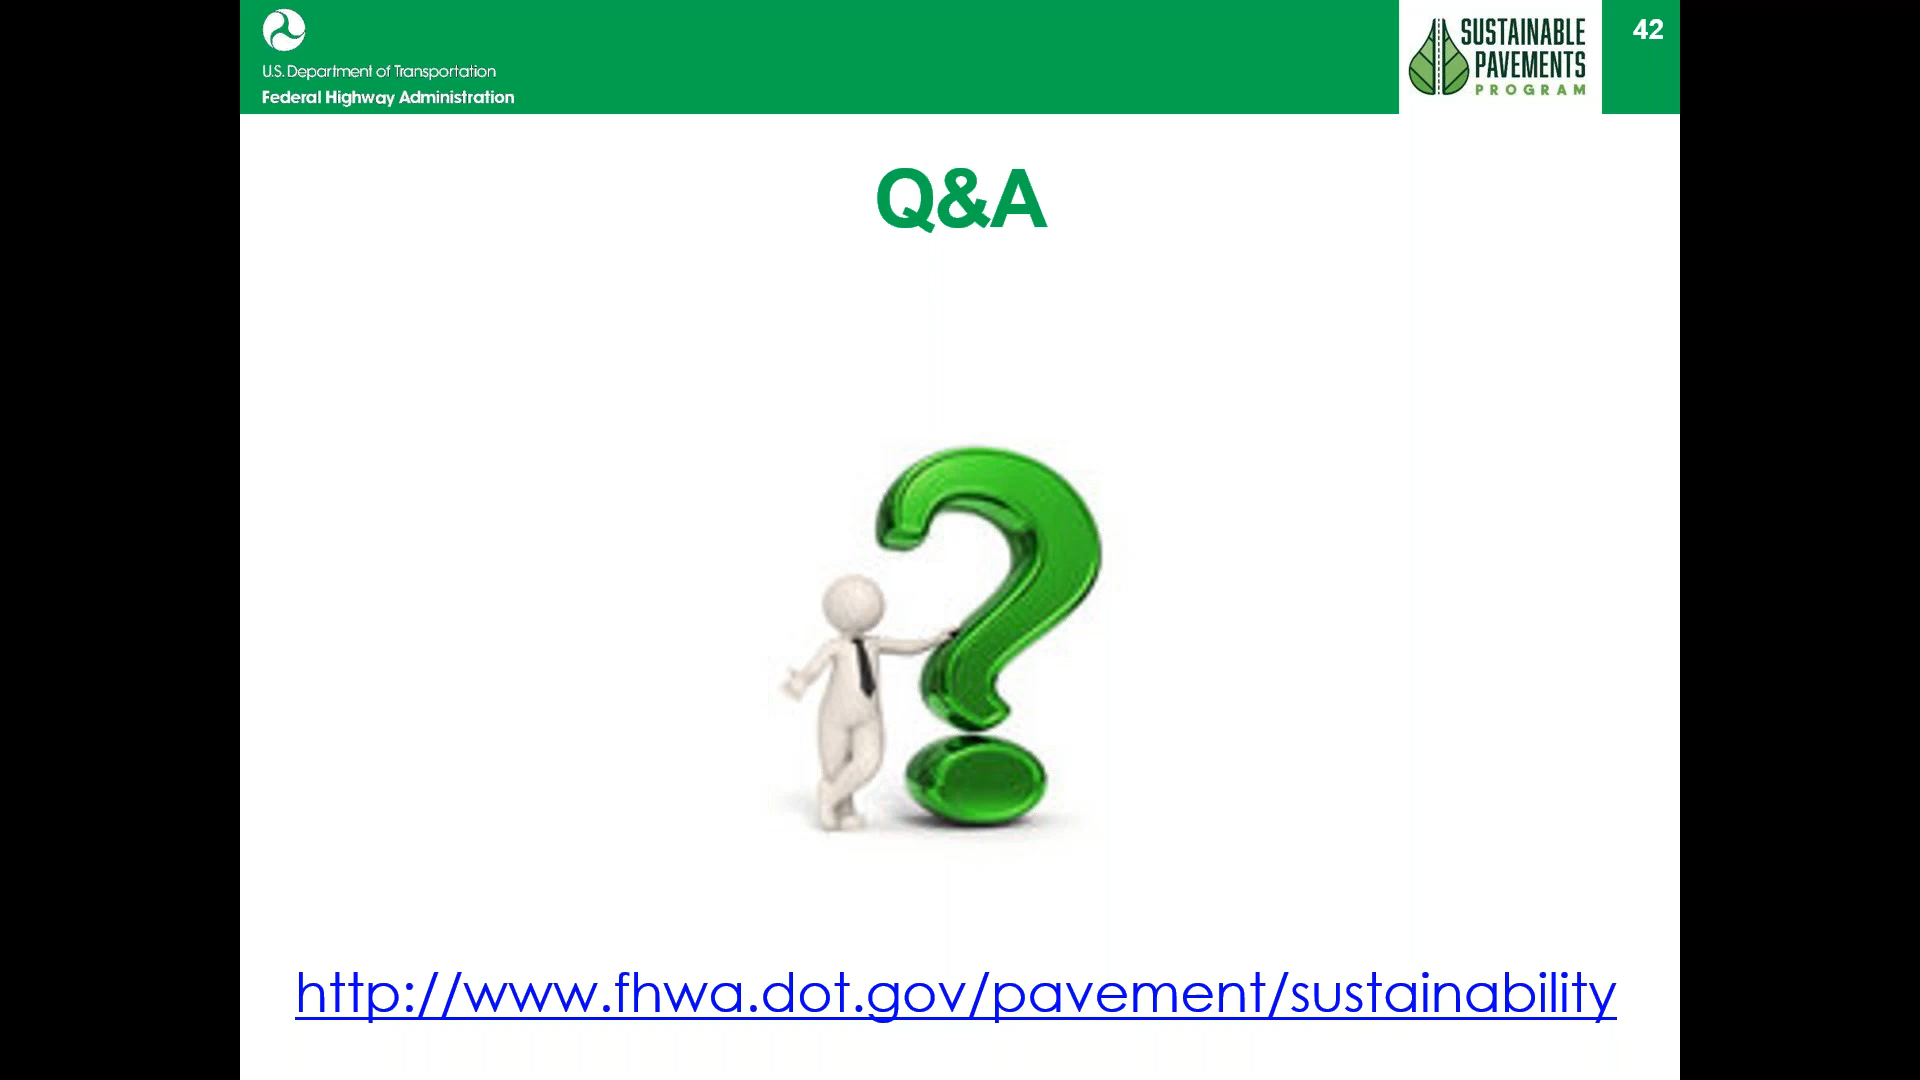 U.S. Department of Transportation
Federal Highway Administration
SUSTAINABLE
PAVEMENTS
PROGRAM
42
Q&A
?
http://www.fhwa.dot.gov/pavement/sustainability